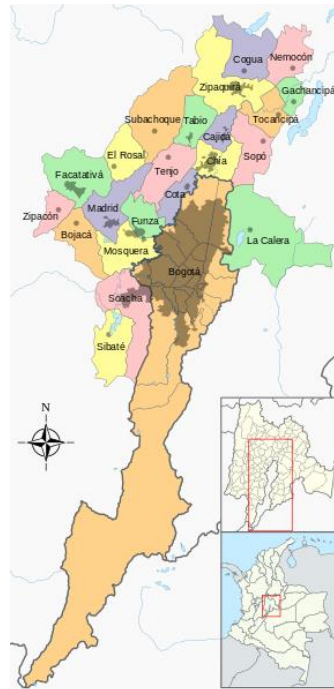 Cogua
Nemocón
Zipaquirá
Gachancipá
Subachoque
Tabio
Tocancipá
Cajicá
El Rosal
Chía
Sopó
Tenjo
Facatativá
Cota
Zipacón
Madrid
Funza
Bojacá
Mosquera
La Calera
Bogotá
Soacha
Sibaté
N